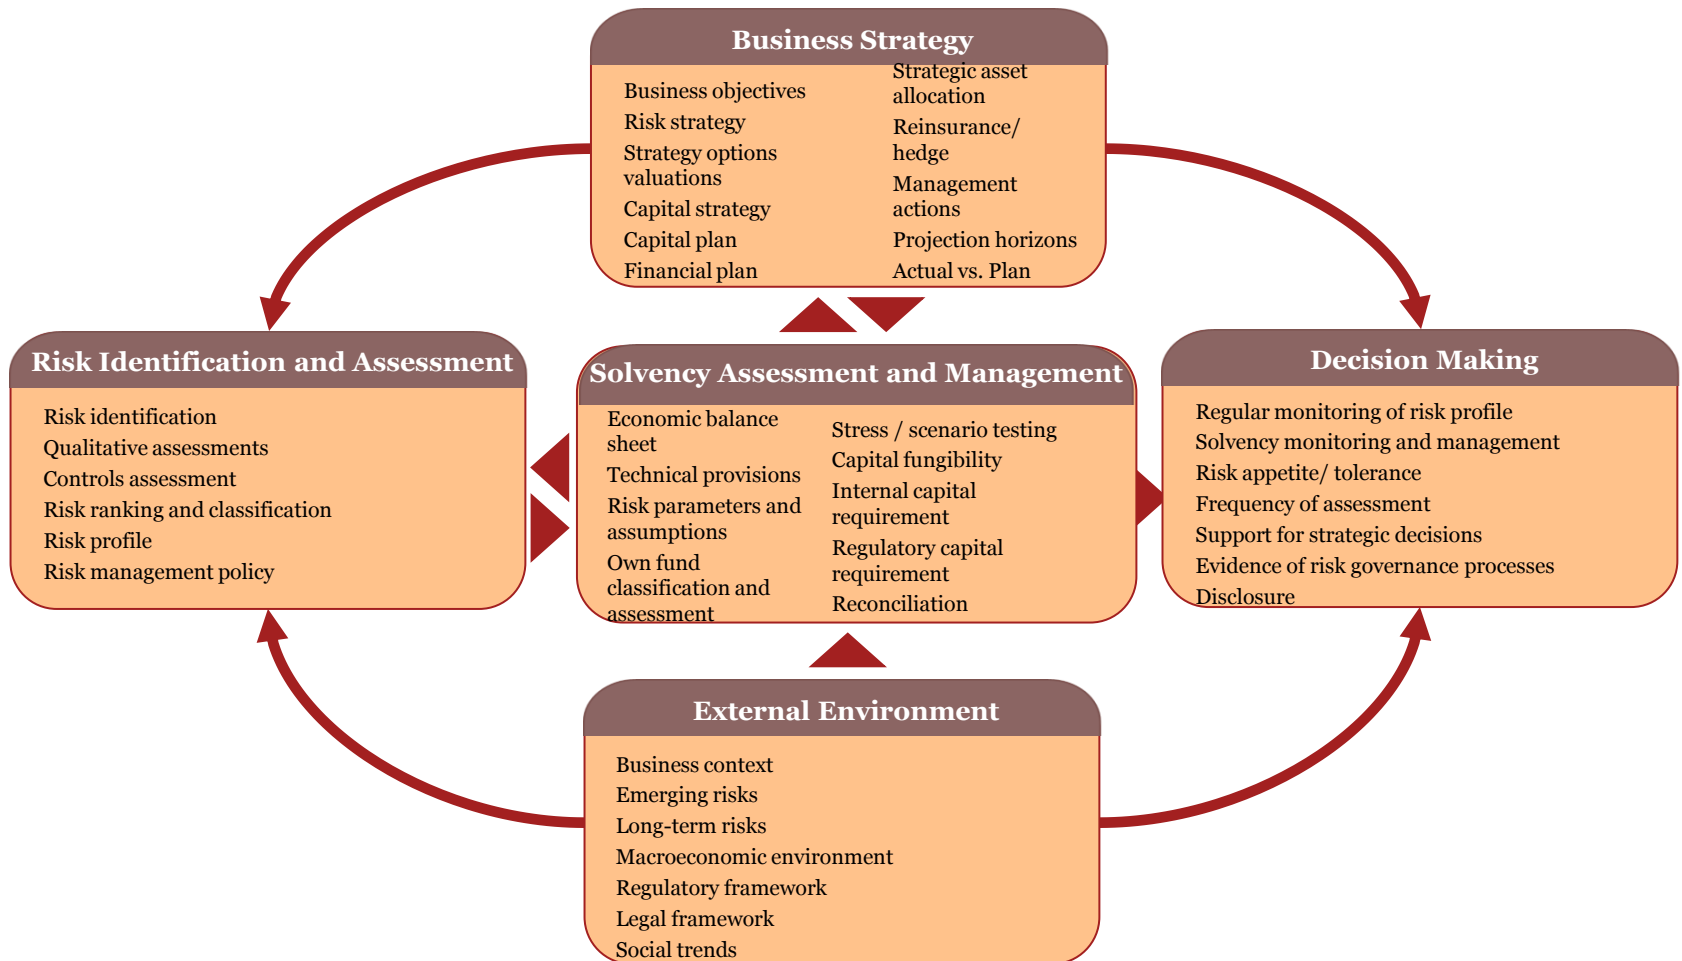 Business Strategy
Business objectives
Risk strategy
Strategy options
valuations
Capital strategy
Capital plan
Financial plan
Strategic asset
allocation
Reinsurance/
hedge
Management
actions
Projection horizons
Actual vs. Plan
Risk Identification and Assessment
Risk identification
Qualitative assessments
Controls assessment
Risk ranking and classification
Risk profile
Risk management policy
Solvency Assessment and Management
Economic balance
sheet
Technical provisions
Risk parameters and
assumptions
Own fund
classification and
assessment
Stress / scenario testing
Capital fungibility
Internal capital
requirement
Regulatory capital
requirement
Reconciliation
Decision Making
Regular monitoring of risk profile
Solvency monitoring and management
Risk appetite/ tolerance
Frequency of assessment
Support for strategic decisions
Evidence of risk governance processes
Disclosure
External Environment
Business context
Emerging risks
Long-term risks
Macroeconomic environment
Regulatory framework
Legal framework
Social trends